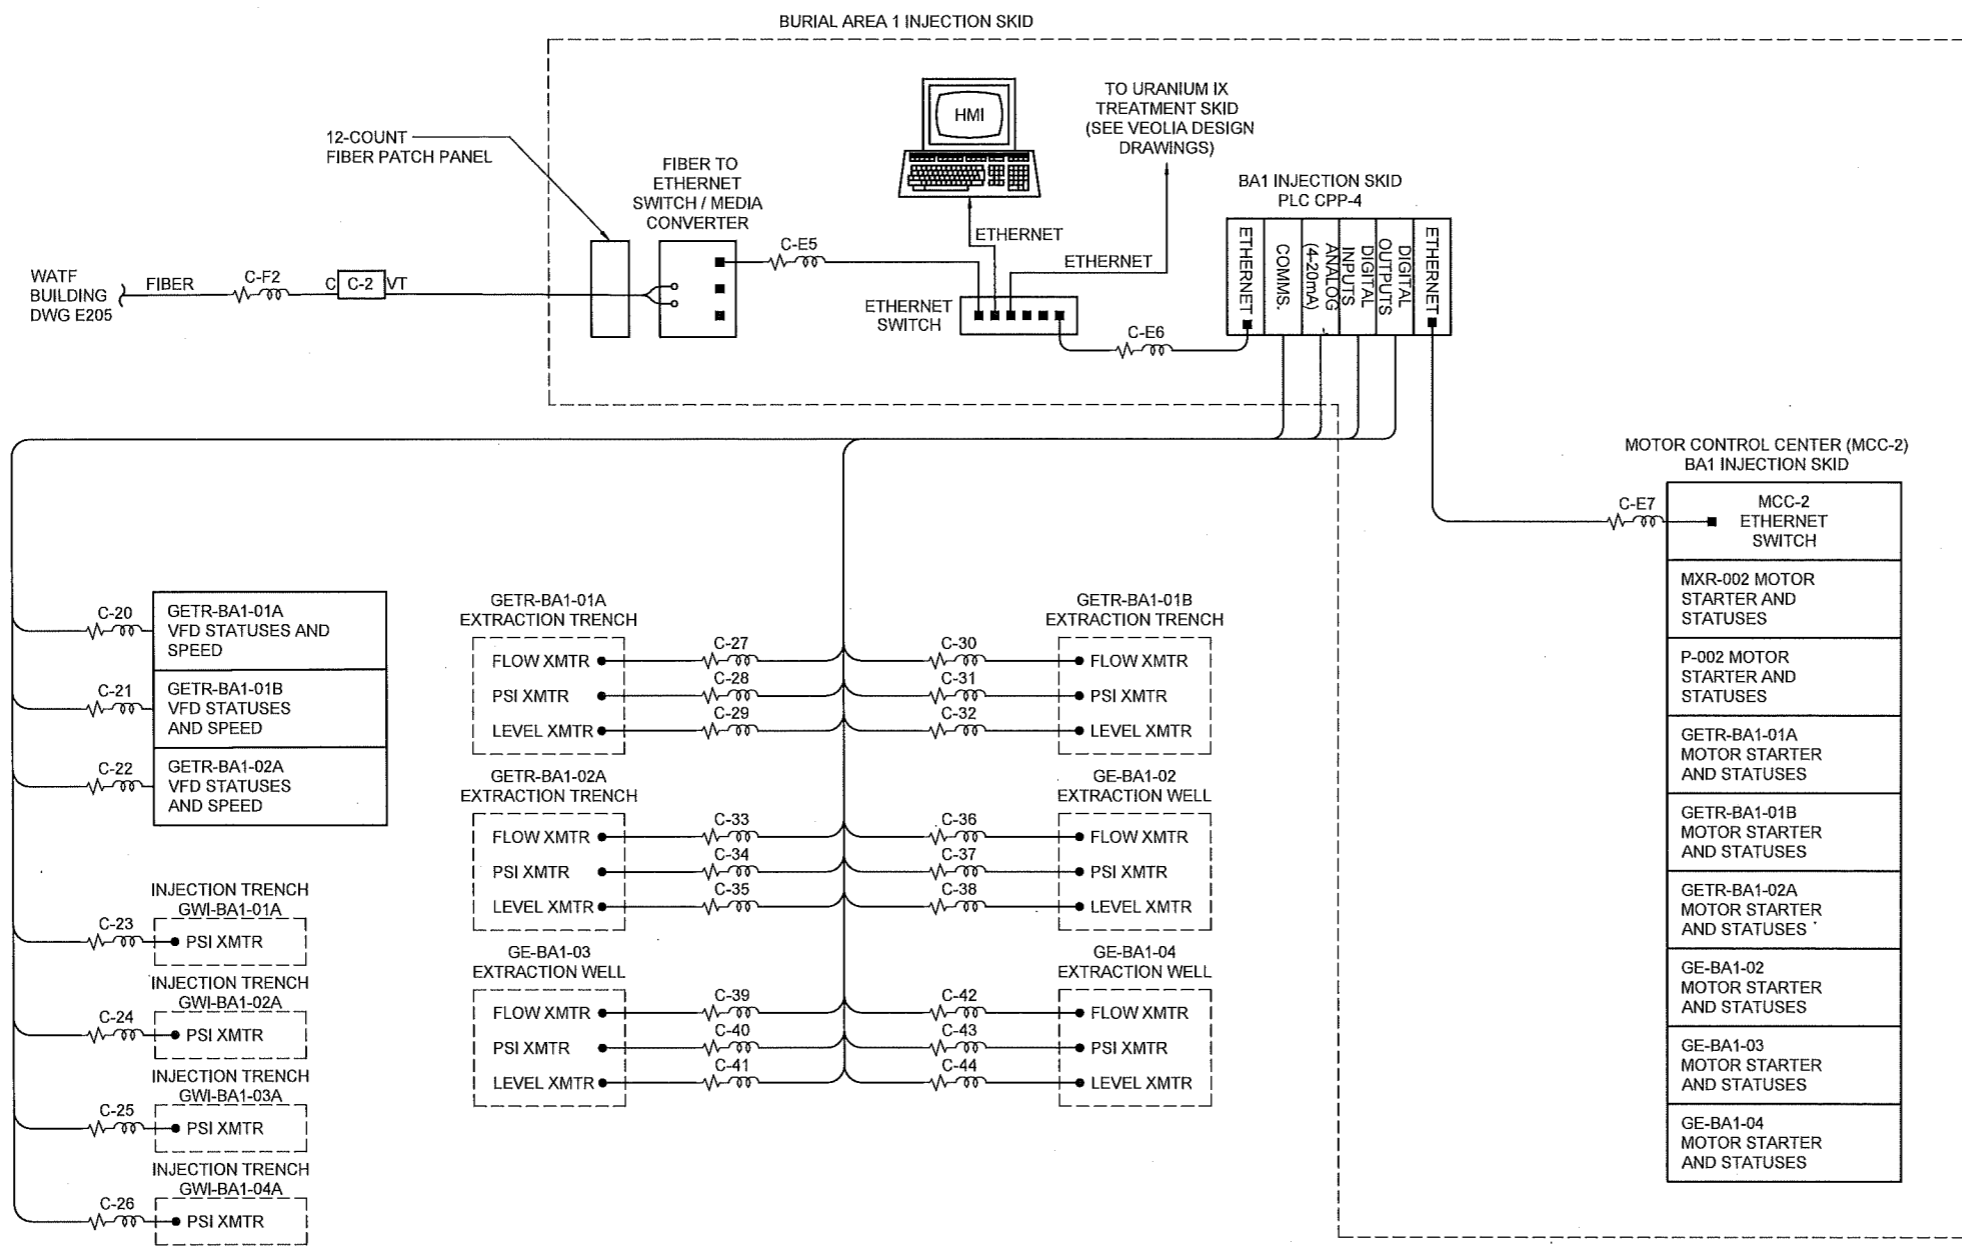 BURIAL AREA 1 INJECTION SKID
12-COUNT
FIBER PATCH PANEL
FIBER TO
ETHERNET
SWITCH / MEDIA
CONVERTER
HMI
TO URANIUM IX
TREATMENT SKID
(SEE VEOLIA DESIGN
DRAWINGS)
BA1 INJECTION SKID
PLC CPP-4
ETHERNET
COMMS.
ANALOG
(4-20mA)
DIGITAL
INPUTS
DIGITAL
OUTPUTS
ETHERNET
WATF
BUILDING
DWG E205
FIBER
C-F2
C
C-2
VT
C-E5
ETHERNET
ETHERNET
ETHERNET
SWITCH
C-E6
MOTOR CONTROL CENTER (MCC-2)
BA1 INJECTION SKID
C-E7
MCC-2
ETHERNET
SWITCH
MXR-002 MOTOR
STARTER AND
STATUSES
P-002 MOTOR
STARTER AND
STATUSES
GETR-BA1-01A
MOTOR STARTER
AND STATUSES
GETR-BA1-01B
MOTOR STARTER
AND STATUSES
GETR-BA1-02A
MOTOR STARTER
AND STATUSES
GE-BA1-02
MOTOR STARTER
AND STATUSES
GE-BA1-03
MOTOR STARTER
AND STATUSES
GE-BA1-04
MOTOR STARTER
AND STATUSES
C-20
GETR-BA1-01A
VFD STATUSES AND
SPEED
C-21
GETR-BA1-01B
VFD STATUSES
AND SPEED
C-22
GETR-BA1-02A
VFD STATUSES
AND SPEED
INJECTION TRENCH
GWI-BA1-01A
C-23
PSI XMTR
INJECTION TRENCH
GWI-BA1-02A
C-24
PSI XMTR
INJECTION TRENCH
GWI-BA1-03A
C-25
PSI XMTR
INJECTION TRENCH
GWI-BA1-04A
C-26
PSI XMTR
GETR-BA1-01A
EXTRACTION TRENCH
FLOW XMTR
C-27
PSI XMTR
C-28
LEVEL XMTR
C-29
GETR-BA1-01B
EXTRACTION TRENCH
C-30
FLOW XMTR
C-31
PSI XMTR
C-32
LEVEL XMTR
GETR-BA1-02A
EXTRACTION TRENCH
FLOW XMTR
C-33
PSI XMTR
C-34
LEVEL XMTR
C-35
GE-BA1-02
EXTRACTION WELL
C-36
FLOW XMTR
C-37
PSI XMTR
C-38
LEVEL XMTR
GE-BA1-03
EXTRACTION WELL
FLOW XMTR
C-39
PSI XMTR
C-40
LEVEL XMTR
C-41
GE-BA1-04
EXTRACTION WELL
C-42
FLOW XMTR
C-43
PSI XMTR
C-44
LEVEL XMTR